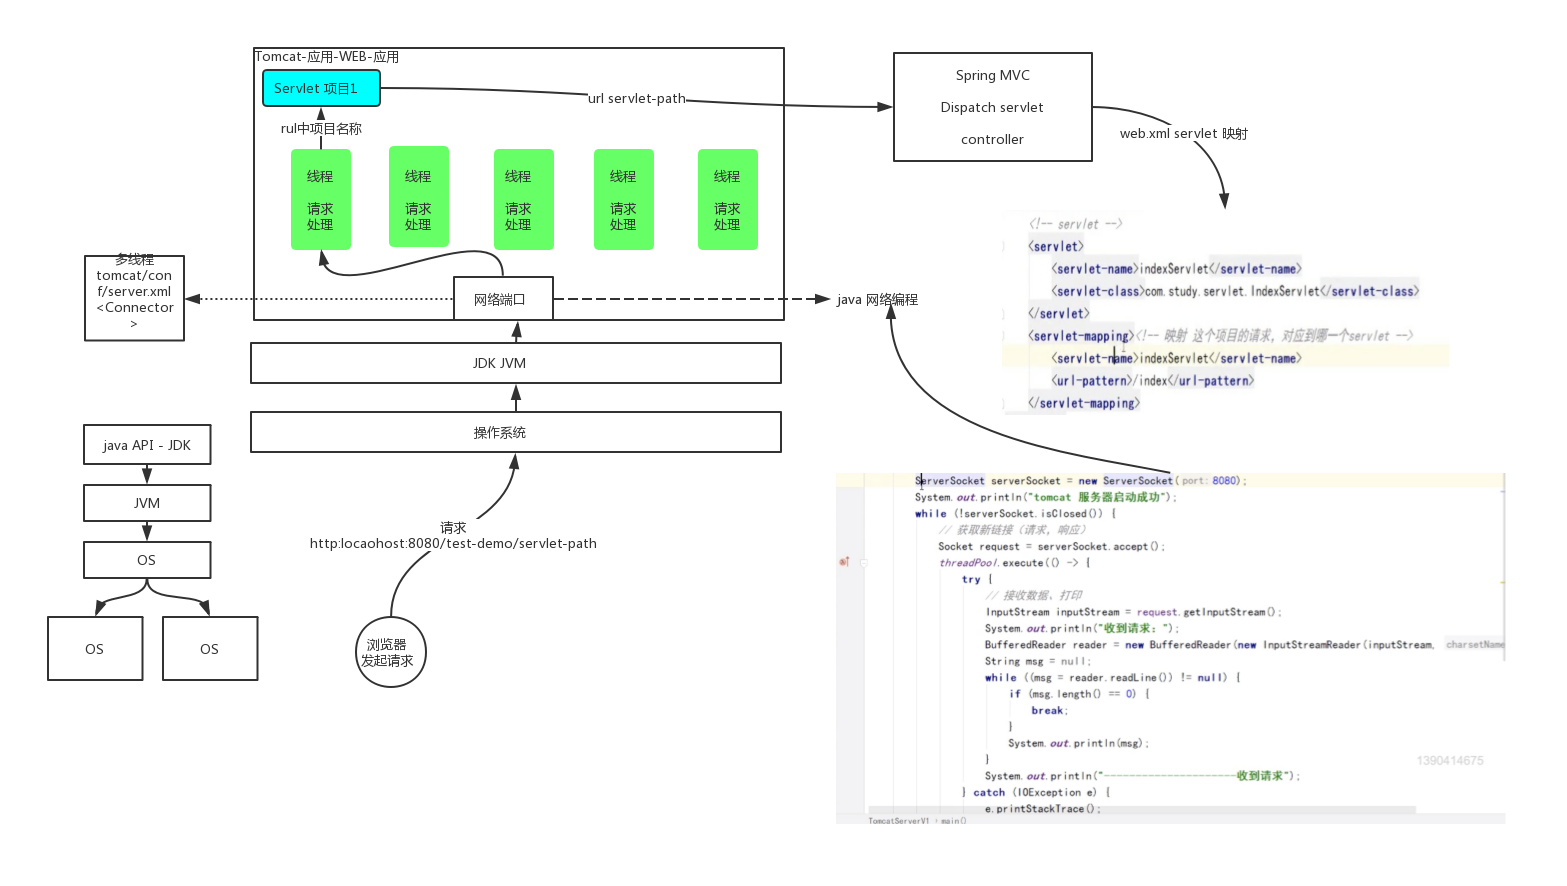 Tomcat-应用-WEB-应用
Servlet 项目1
url servlet-path
rul中项目名称
线程
请求
处理
线程
请求
处理
线程
请求
处理
线程
请求
处理
线程
请求
处理
网络端口
多线程
tomcat/con
f/server.xml
<Connector
>
java 网络编程
JDK JVM
操作系统
请求
http:locaohost:8080/test-demo/servlet-path
浏览器
发起请求
java API - JDK
JVM
OS
OS
OS
Spring MVC
Dispatch servlet
controller
web.xml servlet 映射
<!-- servlet -->
<servlet>
<servlet-name>indexServlet</servlet-name>
<servlet-class>com.study.servlet.IndexServlet</servlet-class>
</servlet>
<servlet-mapping><!-- 映射 这个项目的请求, 对应到哪一个servlet -->
<servlet-name>indexServlet</servlet-name>
<url-pattern>/index</url-pattern>
</servlet-mapping>
ServerSocket serverSocket = new ServerSocket( port: 8080);
System.out.println("tomcat 服务器启动成功");
while (!serverSocket.isClosed()) {
// 获取新链接（请求, 响应）
Socket request = serverSocket.accept();
threadPool.execute(() -> {
try {
// 接收数据、打印
InputStream inputStream = request.getInputStream();
System.out.println("收到请求：");
BufferedReader reader = new BufferedReader(new InputStreamReader(inputStream, charsetName
String msg = null;
while ((msg = reader.readLine()) != null) {
if (msg.length() == 0) {
break;
}
System.out.println(msg);
}
System.out.println("---------------------收到请求");
} catch (IOException e) {
e.printStackTrace();
TomcatServerV1 › main()
1390414675